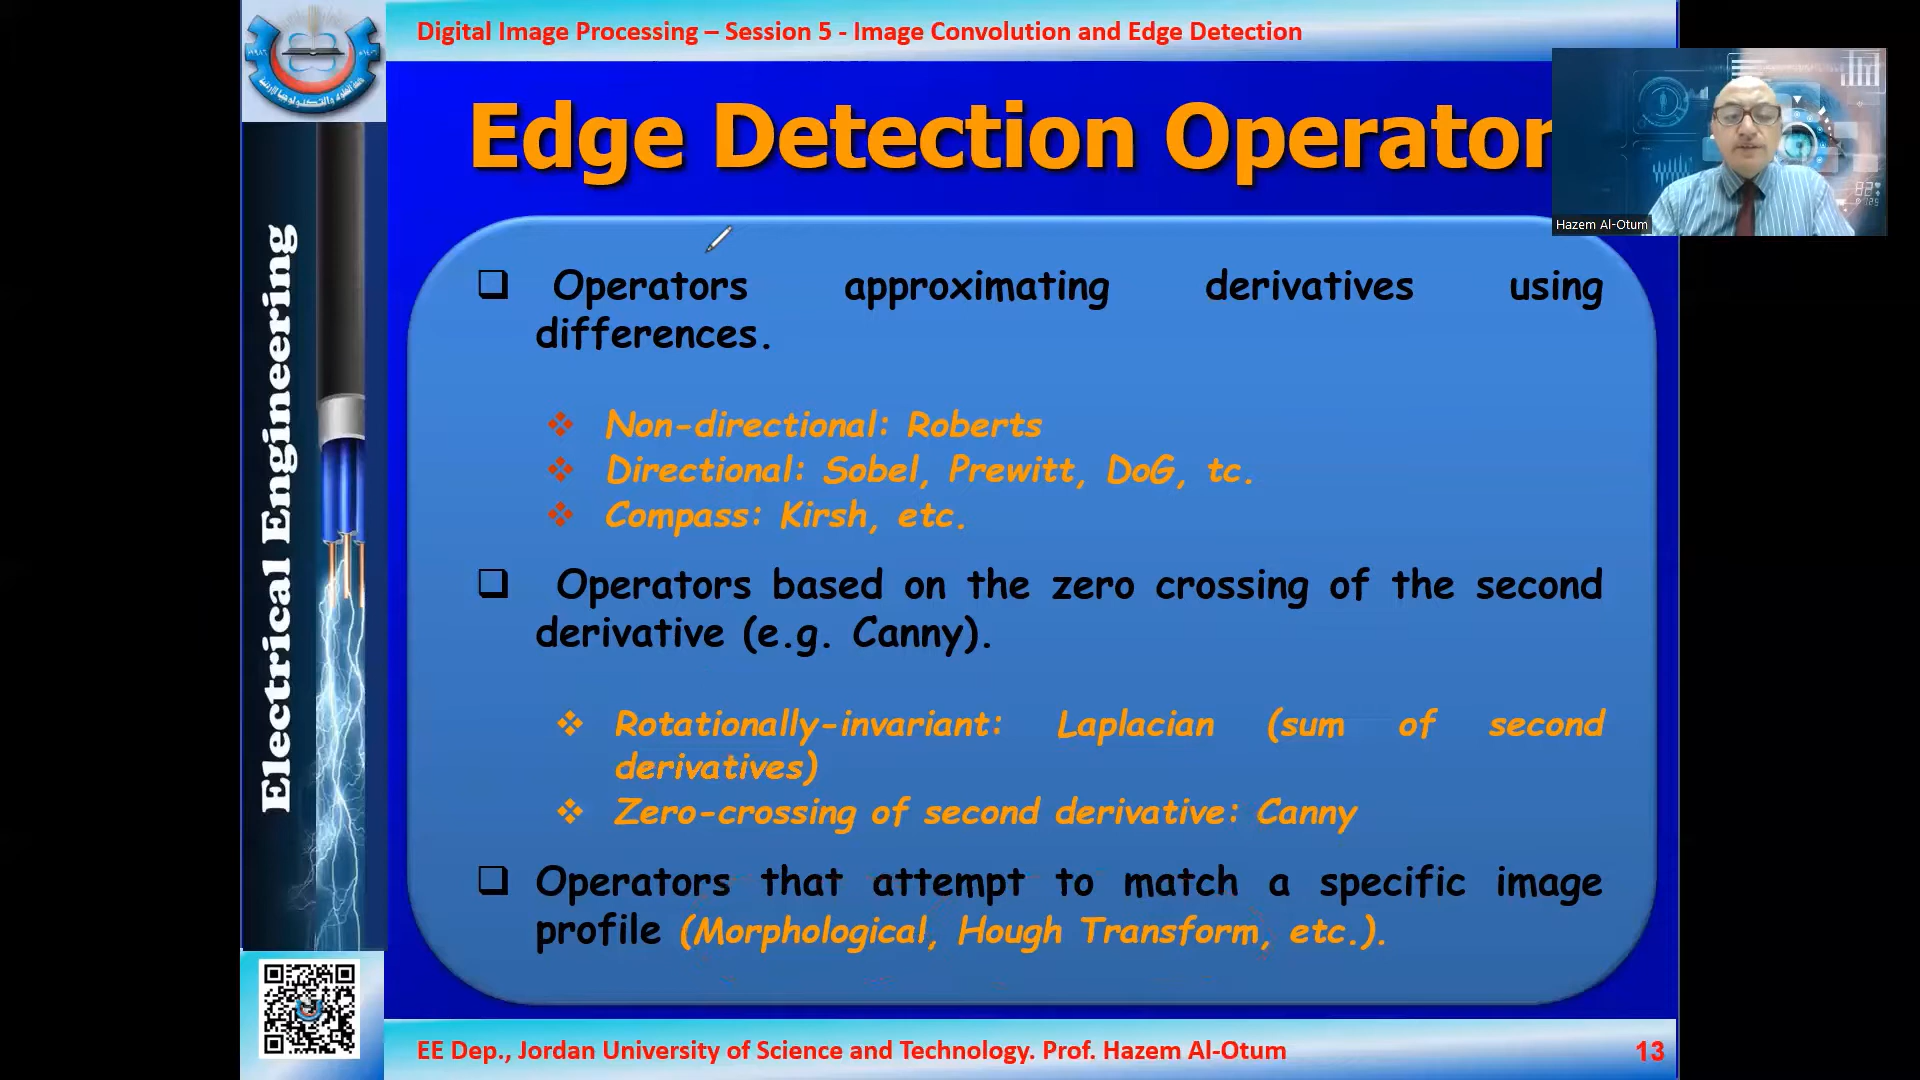 Digital Image Processing – Session 5 - Image Convolution and Edge Detection
Edge Detection Operator
Hazem Al-Otum
Electrical Engineering
❑ Operators approximating derivatives using
differences.
❖ Non-directional: Roberts
❖ Directional: Sobel, Prewitt, DoG, tc.
❖ Compass: Kirsh, etc.
❑ Operators based on the zero crossing of the second
derivative (e.g. Canny).
❖ Rotationally-invariant: Laplacian (sum of second
derivatives)
❖ Zero-crossing of second derivative: Canny
❑ Operators that attempt to match a specific image
profile (Morphological, Hough Transform, etc.).
EE Dep., Jordan University of Science and Technology. Prof. Hazem Al-Otum
13